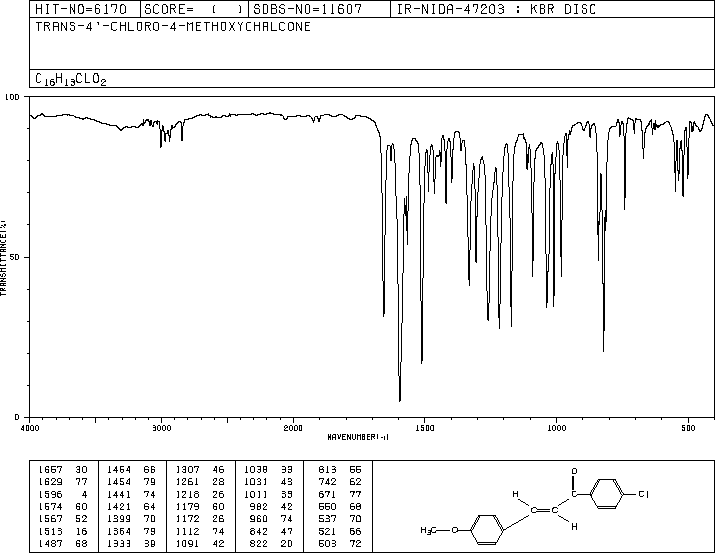 HIT-NO=6170 SCORE= ( ) SDBS-NO=11607 IR-NIDA-47203 : KBR DISC
TRANS-4'-CHLORO-4-METHOXYCHALCONE
C16H13CLO2
100
50
0
TRANSMITTANCE(%)
4000 3000 2000 1500 1000 500
WAVENUMBER(-1)
1657 30 1464 66 1307 46 1038 33 813 55
1629 77 1454 79 1261 28 1031 43 742 62
1596 4 1441 74 1218 26 1011 33 671 77
1574 60 1421 64 1179 60 982 42 550 68
1567 52 1399 70 1172 26 960 74 537 70
1513 16 1364 79 1112 74 842 47 521 66
1487 68 1333 39 1091 42 822 20 503 72
O
H
Cl
H
H3C
O